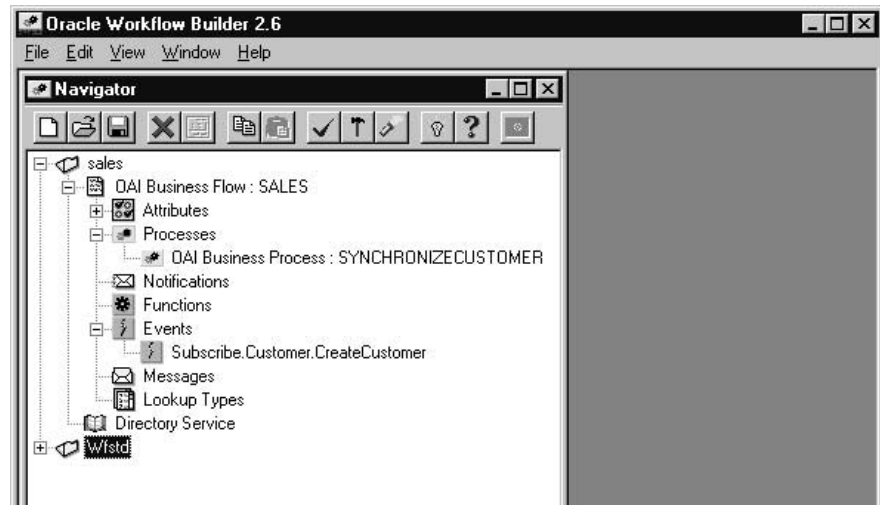 Oracle Workflow Builder 2.6
File Edit View Window Help
Navigator
sales
OAI Business Flow : SALES
Attributes
Processes
OAI Business Process : SYNCHRONIZECUSTOMER
Notifications
Functions
Events
Subscribe.Customer.CreateCustomer
Messages
Lookup Types
Directory Service
Wfstd